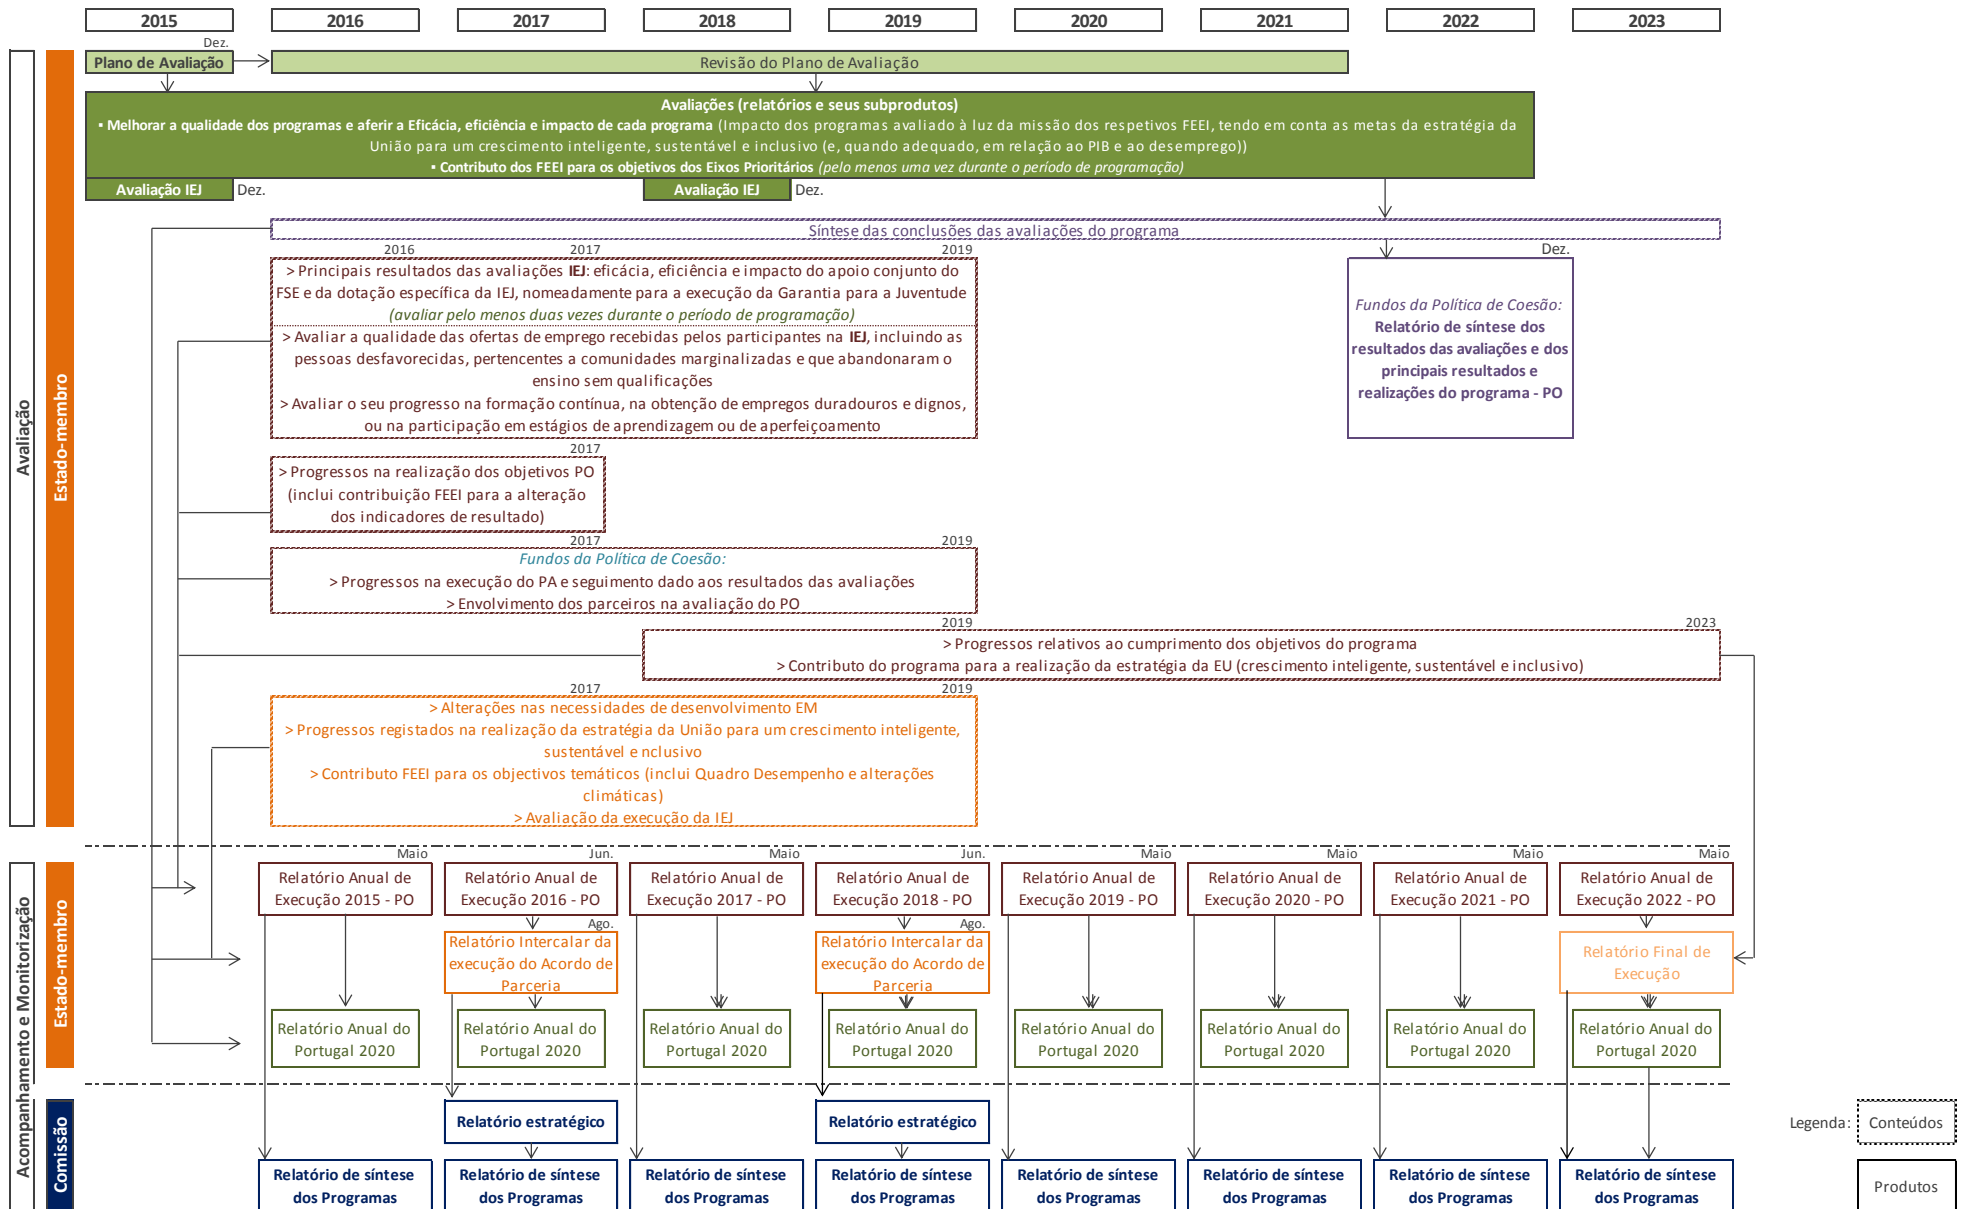 2015 2016 2017 2018 2019 2020 2021 2022 2023
Dez.
Plano de Avaliação
Revisão do Plano de Avaliação
Avaliação
Estado-membro
Avaliações (relatórios e seus subprodutos)
▪ Melhorar a qualidade dos programas e aferir a Eficácia, eficiência e impacto de cada programa (Impacto dos programas avaliado à luz da missão dos respetivos FEEI, tendo em conta as metas da estratégia da
União para um crescimento inteligente, sustentável e inclusivo (e, quando adequado, em relação ao PIB e ao desemprego))
▪ Contributo dos FEEI para os objetivos dos Eixos Prioritários (pelo menos uma vez durante o período de programação)
Avaliação IEJ Dez. Avaliação IEJ Dez.
Síntese das conclusões das avaliações do programa
2016 2017 2019 Dez.
> Principais resultados das avaliações IEJ: eficácia, eficiência e impacto do apoio conjunto do
FSE e da dotação específica da IEJ, nomeadamente para a execução da Garantia para a Juventude
(avaliar pelo menos duas vezes durante o período de programação)
> Avaliar a qualidade das ofertas de emprego recebidas pelos participantes na IEJ, incluindo as
pessoas desfavorecidas, pertencentes a comunidades marginalizadas e que abandonaram o
ensino sem qualificações
> Avaliar o seu progresso na formação contínua, na obtenção de empregos duradouros e dignos,
ou na participação em estágios de aprendizagem ou de aperfeiçoamento
Fundos da Política de Coesão:
Relatório de síntese dos
resultados das avaliações e dos
principais resultados e
realizações do programa - PO
2017
> Progressos na realização dos objetivos PO
(inclui contribuição FEEI para a alteração
dos indicadores de resultado)
2017 2019
Fundos da Política de Coesão:
> Progressos na execução do PA e seguimento dado aos resultados das avaliações
> Envolvimento dos parceiros na avaliação do PO
2019 2023
> Progressos relativos ao cumprimento dos objetivos do programa
> Contributo do programa para a realização da estratégia da EU (crescimento inteligente, sustentável e inclusivo)
2017 2019
> Alterações nas necessidades de desenvolvimento EM
> Progressos registados na realização da estratégia da União para um crescimento inteligente,
sustentável e nclusivo
> Contributo FEEI para os objectivos temáticos (inclui Quadro Desempenho e alterações
climáticas)
> Avaliação da execução da IEJ
Acompanhamento e Monitorização
Estado-membro
Maio Jun. Maio Jun. Maio Maio Maio Maio
Relatório Anual de Relatório Anual de Relatório Anual de Relatório Anual de Relatório Anual de Relatório Anual de Relatório Anual de Relatório Anual de
Execução 2015 - PO Execução 2016 - PO Execução 2017 - PO Execução 2018 - PO Execução 2019 - PO Execução 2020 - PO Execução 2021 - PO Execução 2022 - PO
Ago. Ago.
Relatório Intercalar da Relatório Intercalar da Relatório Final de
execução do Acordo de execução do Acordo de Execução
Parceria Parceria
Relatório Anual do Relatório Anual do Relatório Anual do Relatório Anual do Relatório Anual do Relatório Anual do Relatório Anual do Relatório Anual do
Portugal 2020 Portugal 2020 Portugal 2020 Portugal 2020 Portugal 2020 Portugal 2020 Portugal 2020 Portugal 2020
Comissão
Relatório estratégico Relatório estratégico
Relatório de síntese Relatório de síntese Relatório de síntese Relatório de síntese Relatório de síntese Relatório de síntese Relatório de síntese Relatório de síntese
dos Programas dos Programas dos Programas dos Programas dos Programas dos Programas dos Programas dos Programas
Legenda: Conteúdos
Produtos